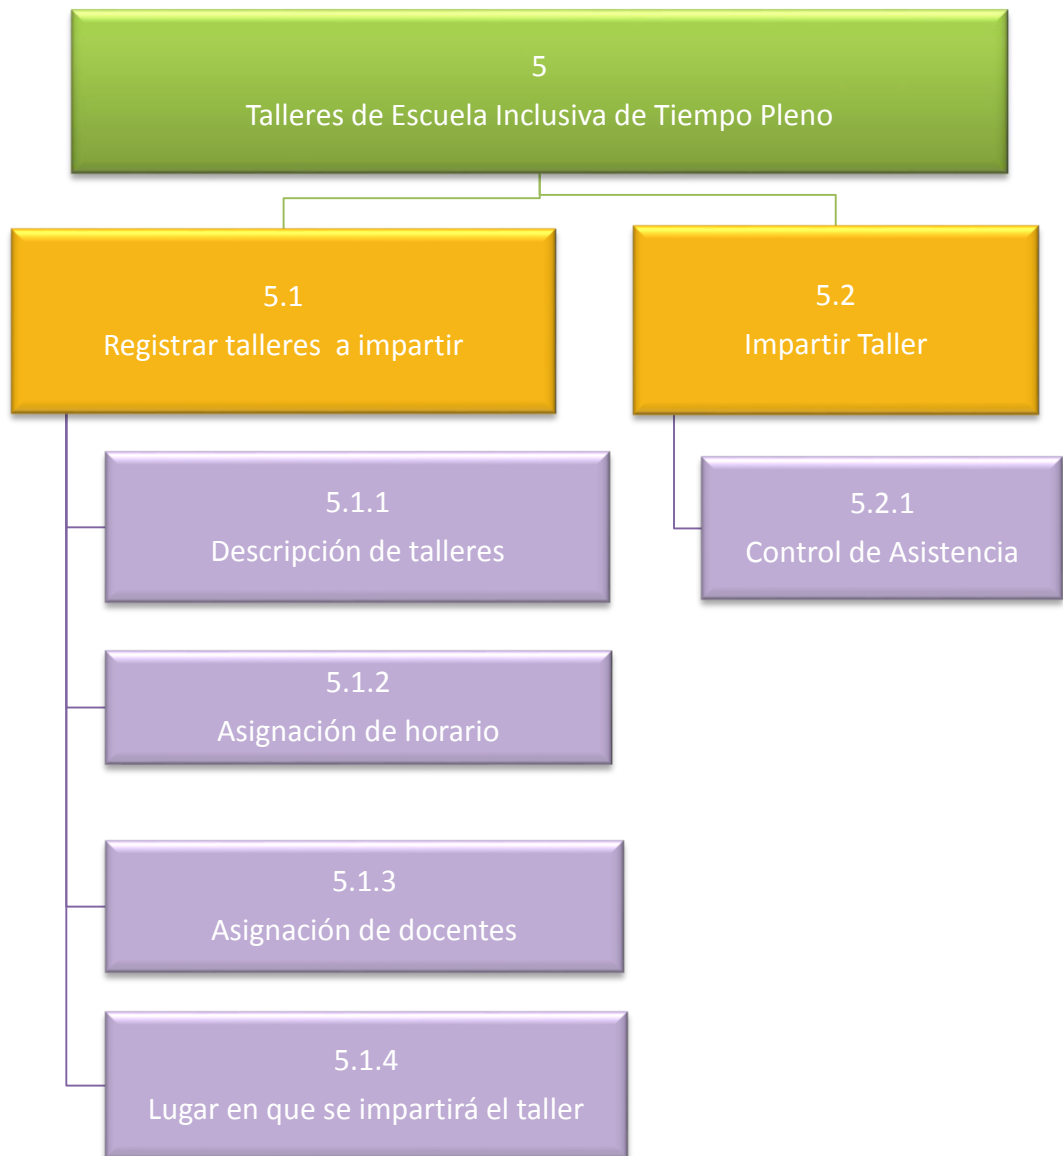 5
Talleres de Escuela Inclusiva de Tiempo Pleno
5.1
Registrar talleres  a impartir
5.2
Impartir Taller
5.1.1
Descripción de talleres
5.2.1
Control de Asistencia
5.1.2
Asignación de horario
5.1.3
Asignación de docentes
5.1.4
Lugar en que se impartirá el taller